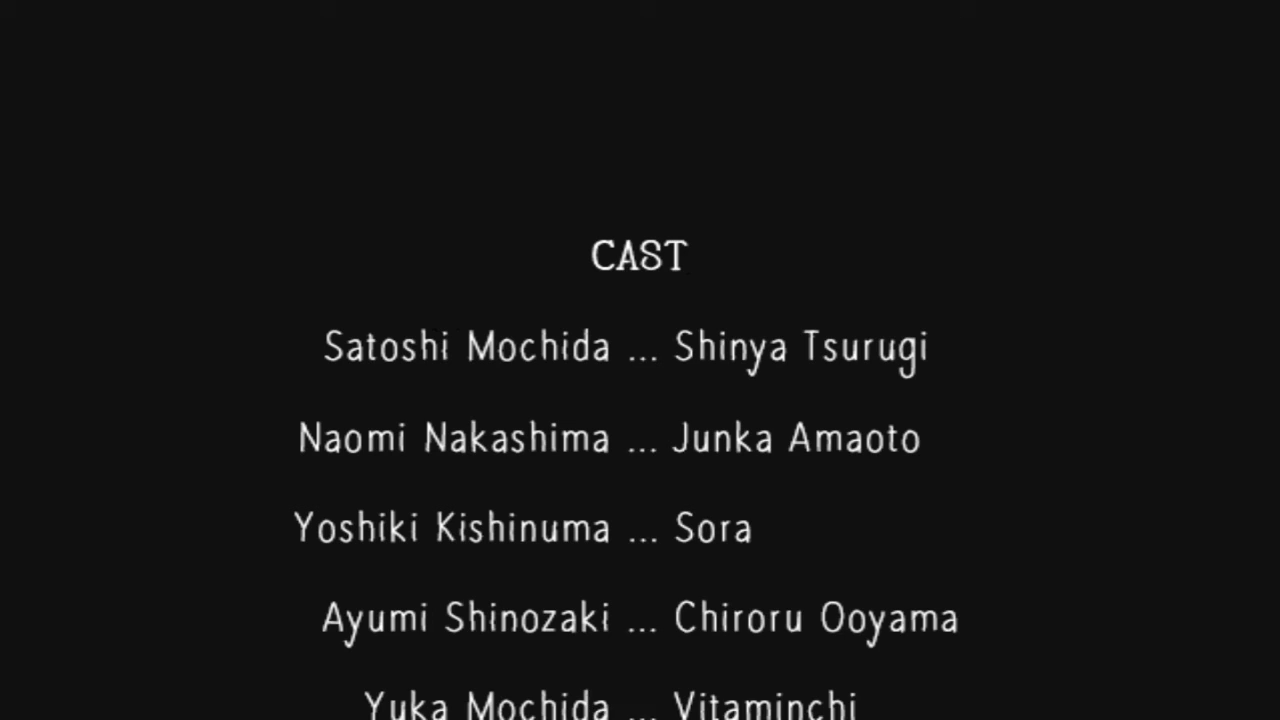 CAST
Satoshi Mochida ... Shinya Tsurugi
Naomi Nakashima ... Junka Amaoto
Yoshiki Kishinuma ... Sora
Ayumi Shinozaki ... Chiroru Ooyama
Yuka Mochida ... Vitaminchi